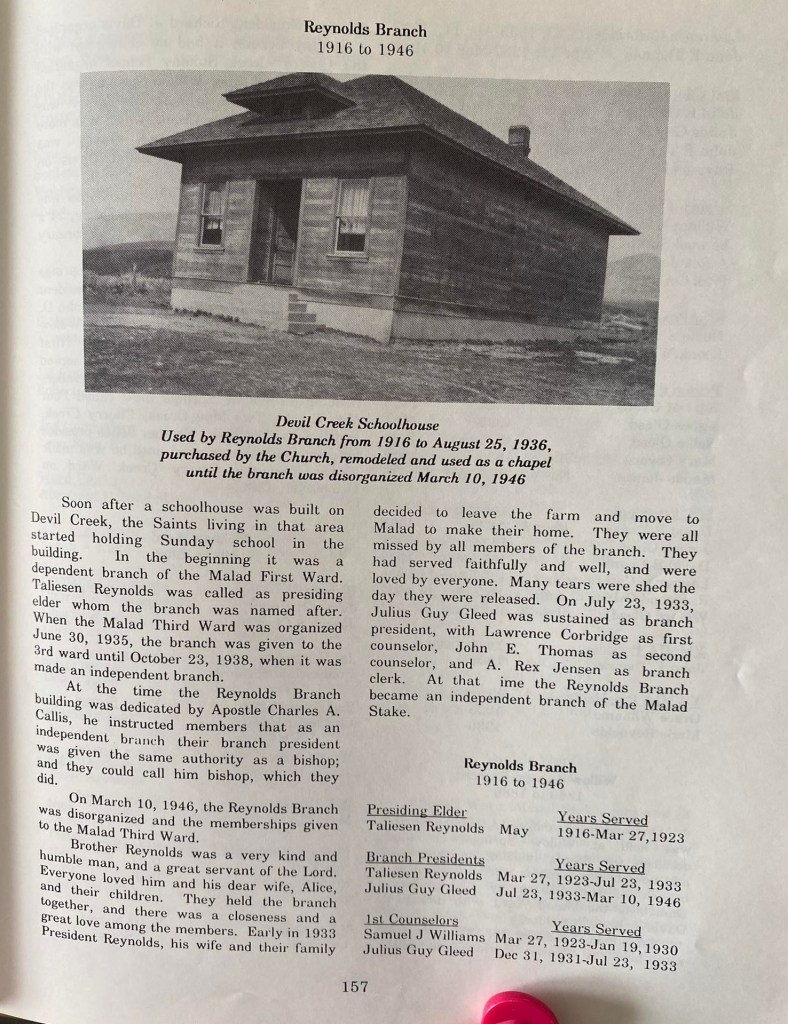 Reynolds Branch
1916 to 1946
Devil Creek Schoolhouse
Used by Reynolds Branch from 1916 to August 25, 1936,
purchased by the Church, remodeled and used as a chapel
until the branch was disorganized March 10, 1946
Soon after a schoolhouse was built on
Devil Creek, the Saints living in that area
started holding Sunday school in the
building. In the beginning it was a
dependent branch of the Malad First Ward.
Taliesen Reynolds was called as presiding
elder whom the branch was named after.
When the Malad Third Ward was organized
June 30, 1935, the branch was given to the
3rd ward until October 23, 1938, when it was
made an independent branch.
At the time the Reynolds Branch
building was dedicated by Apostle Charles A.
Callis, he instructed members that as an
independent branch their branch president
was given the same authority as a bishop;
and they could call him bishop, which they
did.
On March 10, 1946, the Reynolds Branch
was disorganized and the memberships given
to the Malad Third Ward.
Brother Reynolds was a very kind and
humble man, and a great servant of the Lord.
Everyone loved him and his dear wife, Alice,
and their children. They held the branch
together, and there was a closeness and a
great love among the members. Early in 1933
President Reynolds, his wife and their family
decided to leave the farm and move to
Malad to make their home. They were all
missed by all members of the branch. They
had served faithfully and well, and were
loved by everyone. Many tears were shed the
day they were released. On July 23, 1933,
Julius Guy Gleed was sustained as branch
president, with Lawrence Corbridge as first
counselor, John E. Thomas as second
counselor, and A. Rex Jensen as branch
clerk. At that ime the Reynolds Branch
became an independent branch of the Malad
Stake.
Reynolds Branch
1916 to 1946
Presiding Elder Years Served
Taliesen Reynolds May 1916-Mar 27,1923
Branch Presidents Years Served
Taliesen Reynolds Mar 27, 1923-Jul 23, 1933
Julius Guy Gleed Jul 23, 1933-Mar 10, 1946
1st Counselors Years Served
Samuel J Williams Mar 27, 1923-Jan 19,1930
Julius Guy Gleed Dec 31, 1931-Jul 23, 1933
157